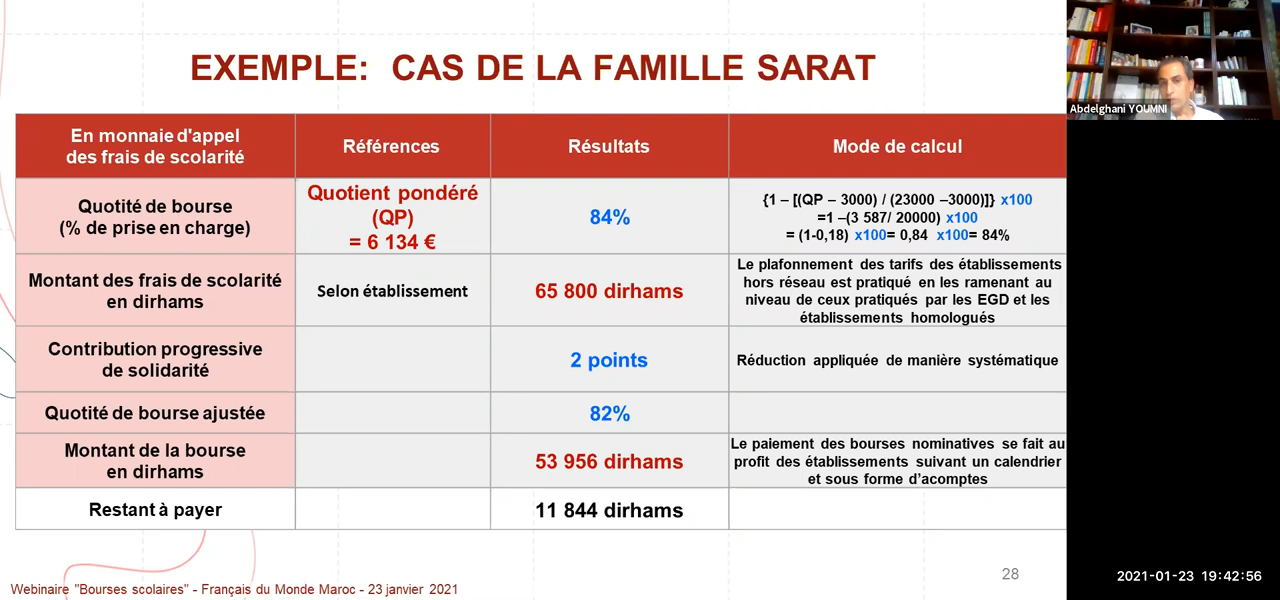 EXEMPLE: CAS DE LA FAMILLE SARAT
En monnaie d'appel
des frais de scolarité
Références
Résultats
Mode de calcul
Quotité de bourse
(% de prise en charge)
Quotient pondéré
(QP)
= 6 134 €
84%
{1 – [(QP – 3000) / (23000 –3000)]} x100
=1 –(3 587/ 20000) x100
= (1-0,18) x100= 0,84 x100= 84%
Montant des frais de scolarité
en dirhams
Selon établissement
65 800 dirhams
Le plafonnement des tarifs des établissements
hors réseau est pratiqué en les ramenant au
niveau de ceux pratiqués par les EGD et les
établissements homologués
Contribution progressive
de solidarité
2 points
Réduction appliquée de manière systématique
Quotité de bourse ajustée
82%
Montant de la bourse
en dirhams
53 956 dirhams
Le paiement des bourses nominatives se fait au
profit des établissements suivant un calendrier
et sous forme d'acomptes
Restant à payer
11 844 dirhams
28
Webinaire "Bourses scolaires" - Français du Monde Maroc - 23 janvier 2021
Abdelghani YOUMNI
2021-01-23 19:42:56